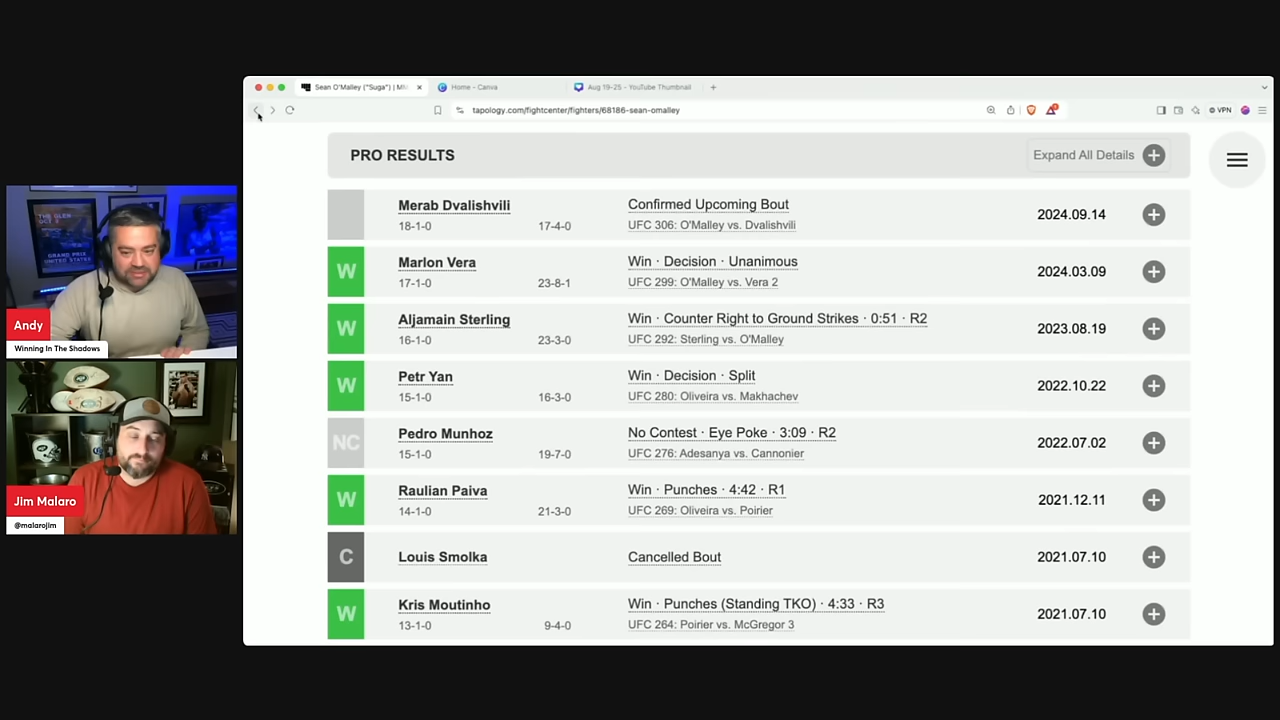 Sean O'Malley ("Suga") | MM
Home - Canva
Aug 19-25 - YouTube Thumbnail
tapology.com/fightcenter/fighters/68186-sean-omalley
VPN
PRO RESULTS
Expand All Details
Merab Dvalishvili
18-1-0
17-4-0
Confirmed Upcoming Bout
UFC 306: O'Malley vs. Dvalishvili
2024.09.14
W
Marlon Vera
17-1-0
23-8-1
Win · Decision · Unanimous
UFC 299: O'Malley vs. Vera 2
2024.03.09
W
Aljamain Sterling
16-1-0
23-3-0
Win · Counter Right to Ground Strikes · 0:51 · R2
UFC 292: Sterling vs. O'Malley
2023.08.19
W
Petr Yan
15-1-0
16-3-0
Win · Decision · Split
UFC 280: Oliveira vs. Makhachev
2022.10.22
NC
Pedro Munhoz
15-1-0
19-7-0
No Contest · Eye Poke · 3:09 · R2
UFC 276: Adesanya vs. Cannonier
2022.07.02
W
Raulian Paiva
14-1-0
21-3-0
Win · Punches · 4:42 · R1
UFC 269: Oliveira vs. Poirier
2021.12.11
C
Louis Smolka
Cancelled Bout
2021.07.10
W
Kris Moutinho
13-1-0
9-4-0
Win · Punches (Standing TKO) · 4:33 · R3
UFC 264: Poirier vs. McGregor 3
2021.07.10
THE GLEN
GRAND PRIX
UNITED STATES
Andy
Winning In The Shadows
Jim Malaro
@malarojim